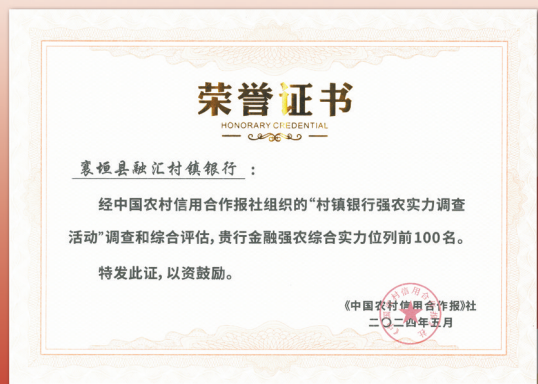 荣誉证书
HONORARY CREDENTIAL
襄垣县融汇村镇银行：
经中国农村信用合作报社组织的“村镇银行强农实力调查
活动”调查和综合评估，贵行金融强农综合实力位列前100名。
特发此证，以资鼓励。
《中国农村信用合作报》社
二〇二四年五月